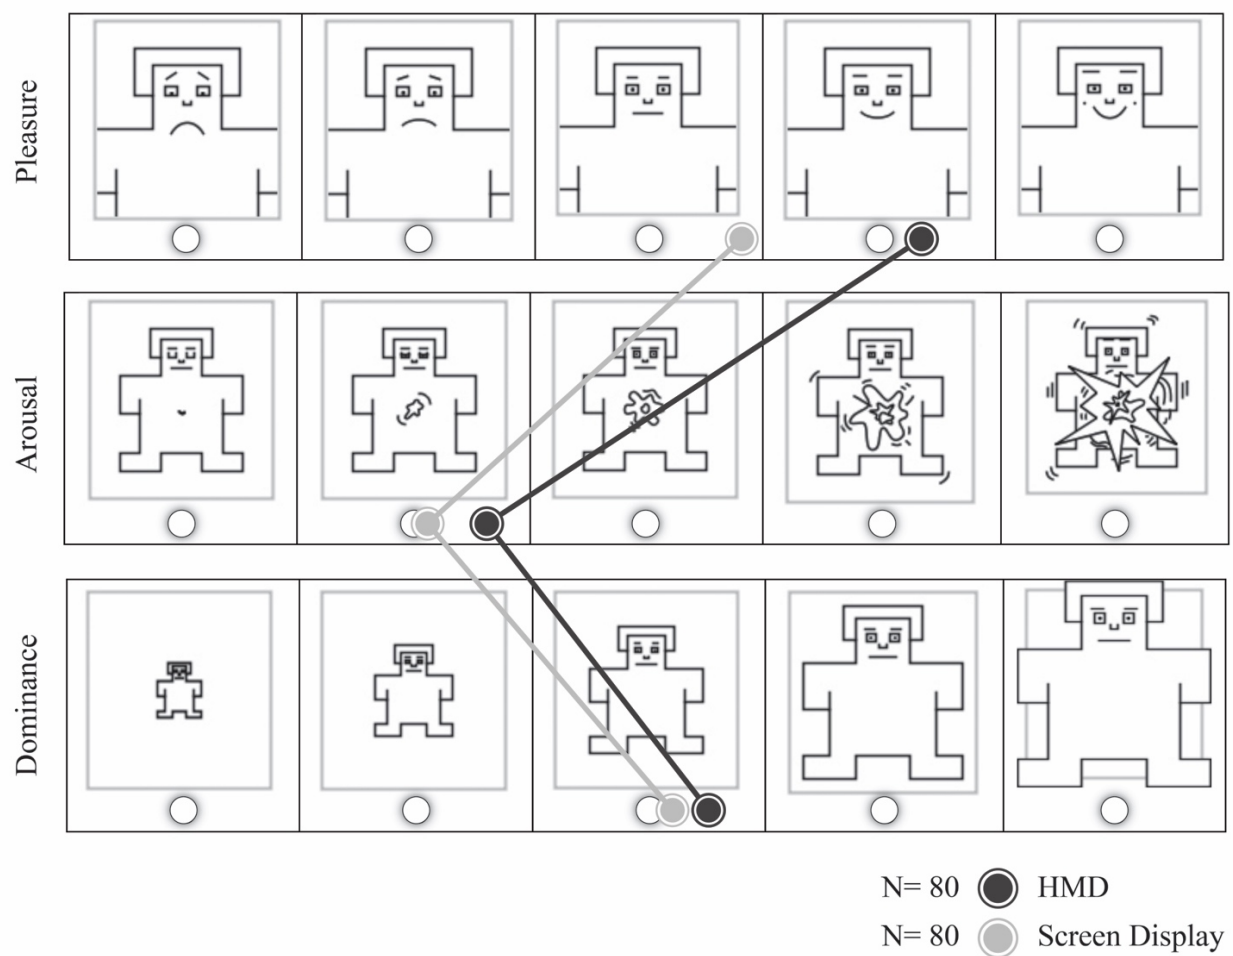 Pleasure
Arousal
Dominance
N= 80 HMD
N= 80 Screen Display